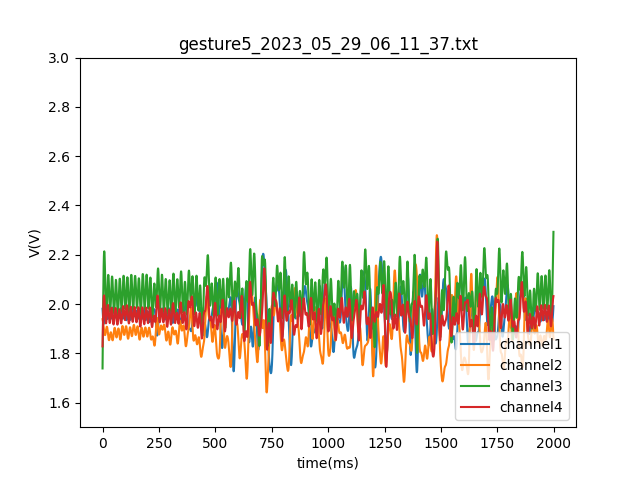 gesture5_2023_05_29_06_11_37.txt
3.0
2.8
2.6
2.4
2.2
2.0
1.8
1.6
V(V)
channel1
channel2
channel3
channel4
0 250 500 750 1000 1250 1500 1750 2000
time(ms)